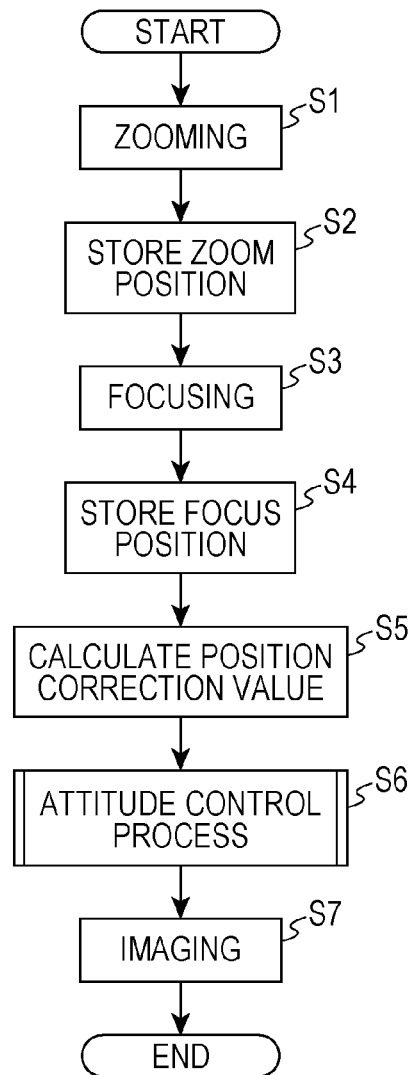 START
S1
ZOOMING
S2
STORE ZOOM
POSITION
S3
FOCUSING
S4
STORE FOCUS
POSITION
S5
CALCULATE POSITION
CORRECTION VALUE
S6
ATTITUDE CONTROL
PROCESS
S7
IMAGING
END